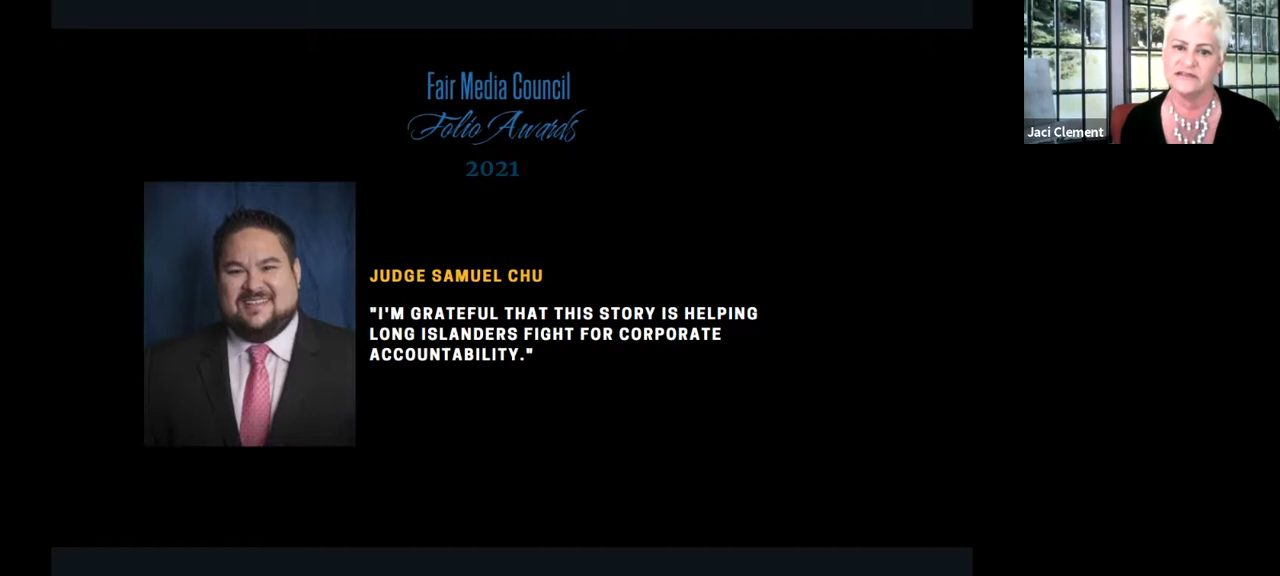 Fair Media Council
Folio Awards
2021
Jaci Clement
JUDGE SAMUEL CHU
"I'M GRATEFUL THAT THIS STORY IS HELPING
LONG ISLANDERS FIGHT FOR CORPORATE
ACCOUNTABILITY."